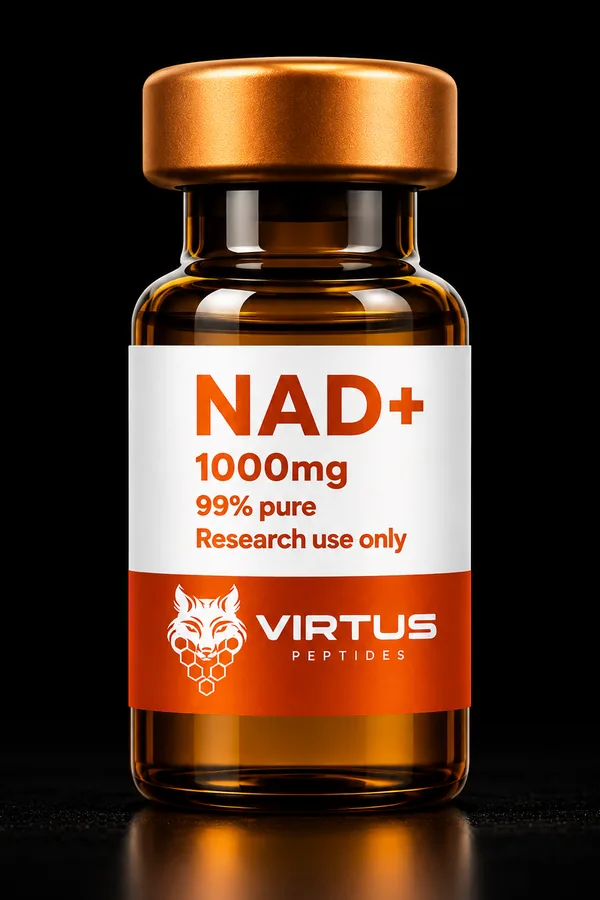 NAD+
1000mg
99% pure
Research use only
VIRTUS
PEPTIDES